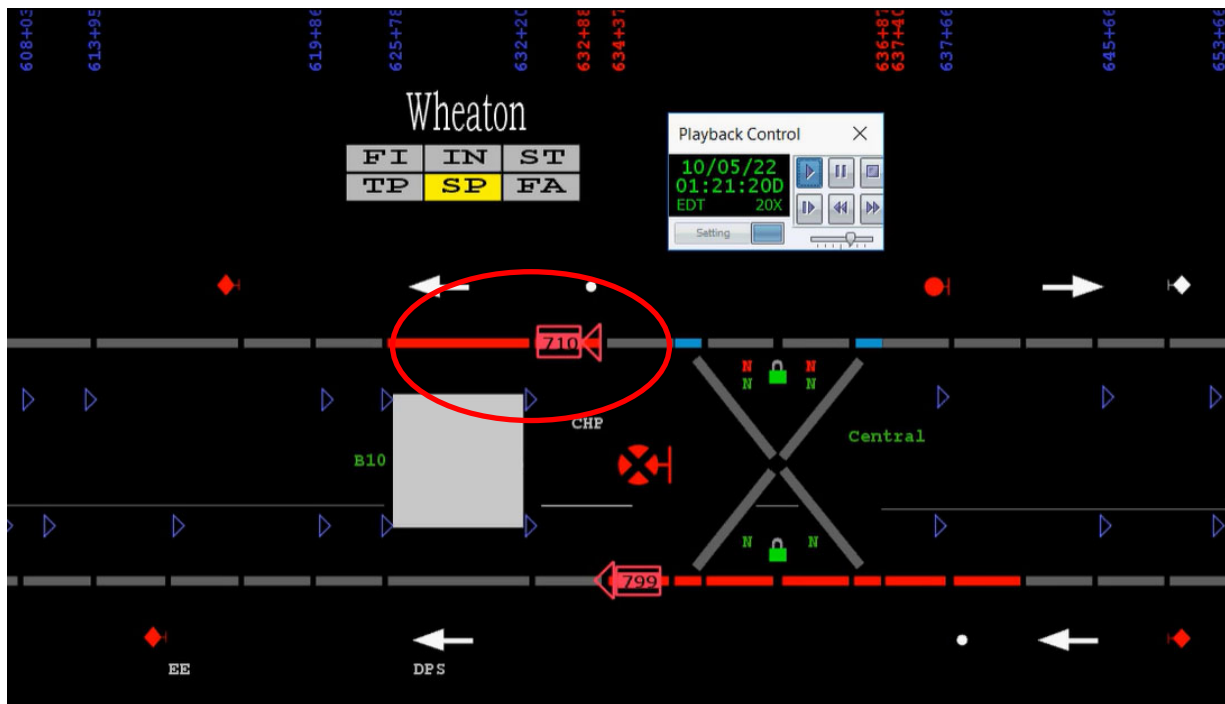 608+03 613+95 619+86 625+78 632+20 632+88 634+37 636+87 637+40 637+66 645+66
Wheaton
FI IN ST
TP SP FA
Playback Control
10/05/22
01:21:20D
EDT 20X
Setting
710
N N
N N
CHP
Central
B10
N N
799
EE DPS